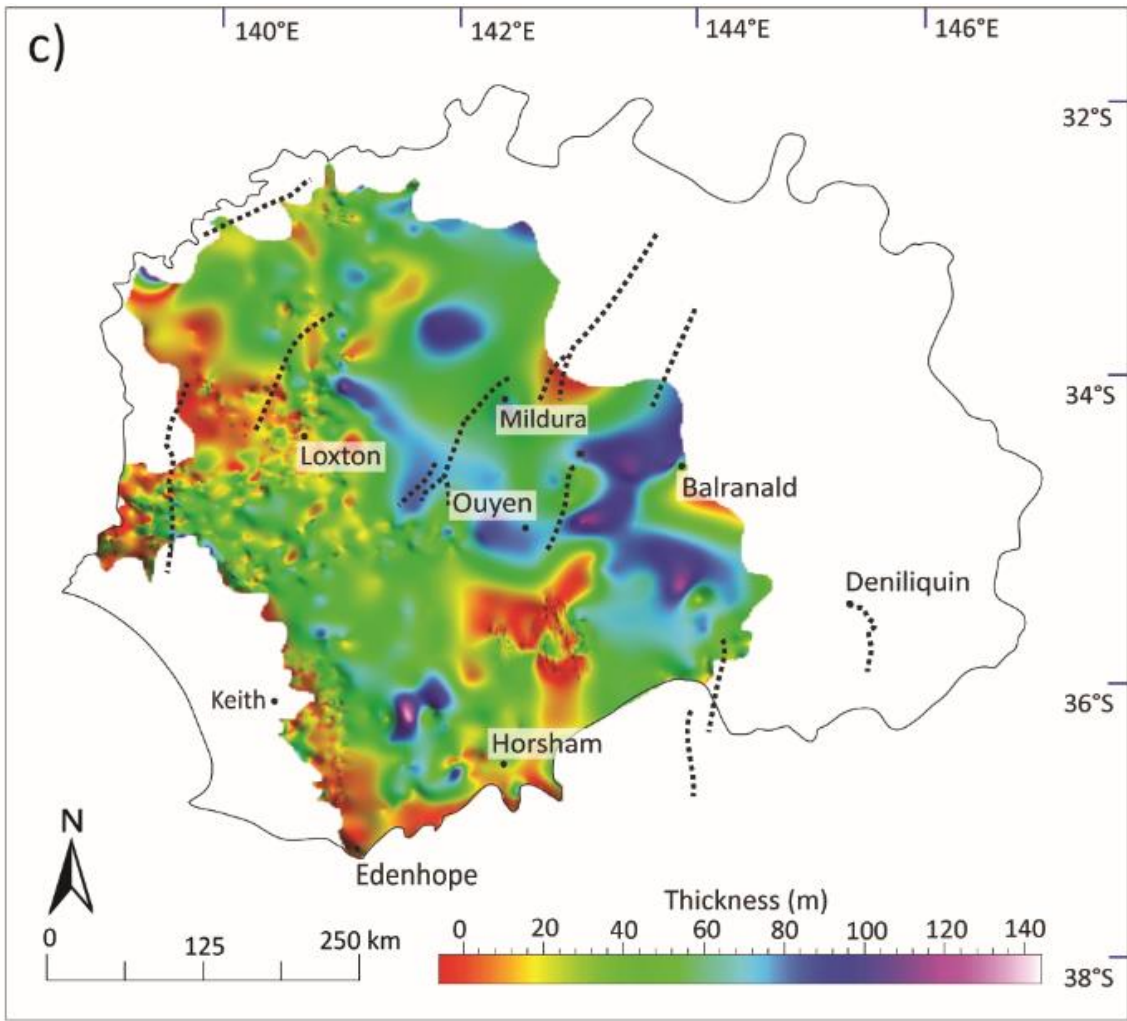 c)
140°E
142°E
144°E
146°E
32°S
34°S
Mildura
Loxton
Balranald
Ouyen
Deniliquin
Keith
36°S
Horsham
N
Edenhope
Thickness (m)
0 125 250 km
0 20 40 60 80 100 120 140
38°S